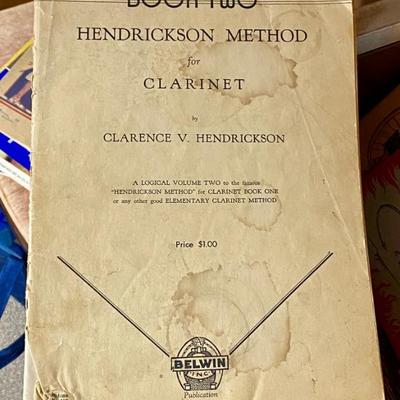 BOOK TWO
HENDRICKSON METHOD
for
CLARINET
by
CLARENCE V. HENDRICKSON
A LOGICAL VOLUME TWO to the famous
"HENDRICKSON METHOD" for CLARINET BOOK ONE
or any other good ELEMENTARY CLARINET METHOD
Price $1.00
BELWIN
INC.
Publication